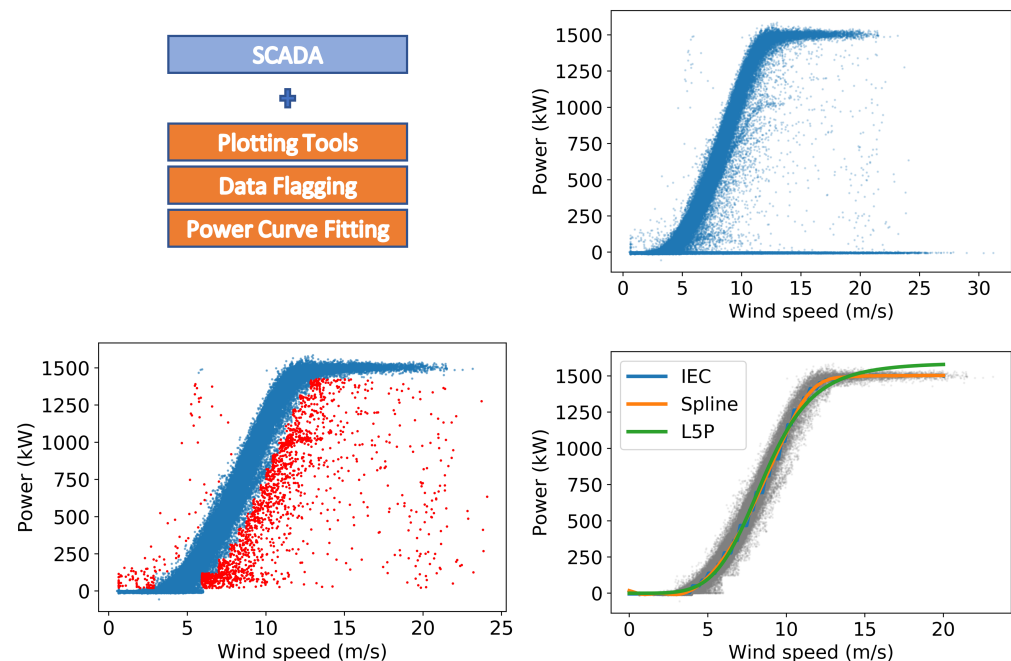 SCADA
+
Plotting Tools
Data Flagging
Power Curve Fitting
Power (kW)
1500
1250
1000
750
500
250
0
0 5 10 15 20 25 30
Wind speed (m/s)
Power (kW)
1500
1250
1000
750
500
250
0
0 5 10 15 20 25
Wind speed (m/s)
Power (kW)
1500
1250
1000
750
500
250
0
IEC
Spline
L5P
0 5 10 15 20
Wind speed (m/s)